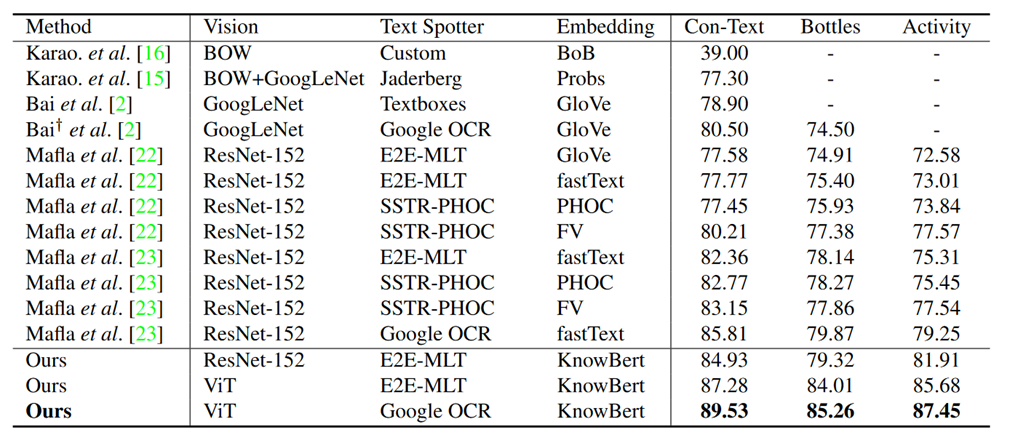 Method Vision Text Spotter Embedding Con-Text Bottles Activity
Karao. et al. [16] BOW Custom BoB 39.00 - -
Karao. et al. [15] BOW+GoogLeNet Jaderberg Probs 77.30 - -
Bai et al. [2] GoogLeNet Textboxes GloVe 78.90 - -
Bai† et al. [2] GoogLeNet Google OCR GloVe 80.50 74.50 -
Mafla et al. [22] ResNet-152 E2E-MLT GloVe 77.58 74.91 72.58
Mafla et al. [22] ResNet-152 E2E-MLT fastText 77.77 75.40 73.01
Mafla et al. [22] ResNet-152 SSTR-PHOC PHOC 77.45 75.93 73.84
Mafla et al. [22] ResNet-152 SSTR-PHOC FV 80.21 77.38 77.57
Mafla et al. [23] ResNet-152 E2E-MLT fastText 82.36 78.14 75.31
Mafla et al. [23] ResNet-152 SSTR-PHOC PHOC 82.77 78.27 75.45
Mafla et al. [23] ResNet-152 SSTR-PHOC FV 83.15 77.86 77.54
Mafla et al. [23] ResNet-152 Google OCR fastText 85.81 79.87 79.25
Ours ResNet-152 E2E-MLT KnowBert 84.93 79.32 81.91
Ours ViT E2E-MLT KnowBert 87.28 84.01 85.68
Ours ViT Google OCR KnowBert 89.53 85.26 87.45